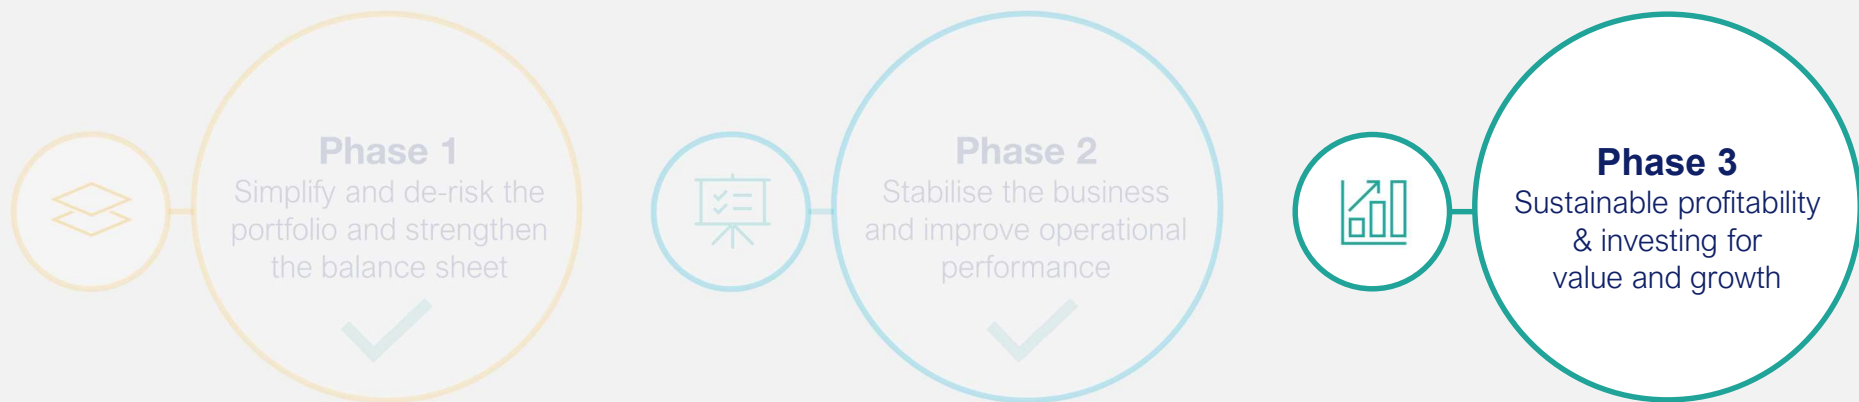 Phase 1
Simplify and de-risk the
portfolio and strengthen
the balance sheet
Phase 2
Stabilise the business
and improve operational
performance
Phase 3
Sustainable profitability
& investing for
value and growth